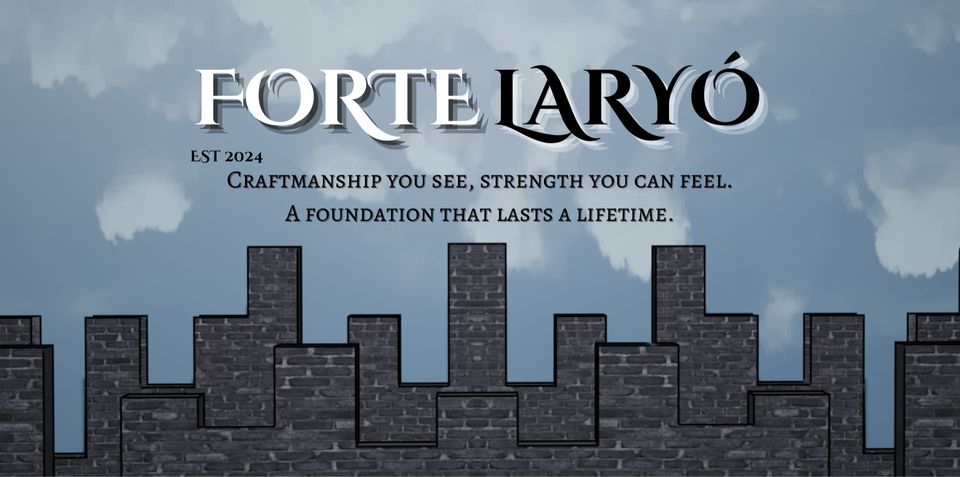 FORTE LARYÓ
EST 2024
CRAFTMANSHIP YOU SEE, STRENGTH YOU CAN FEEL.
A FOUNDATION THAT LASTS A LIFETIME.